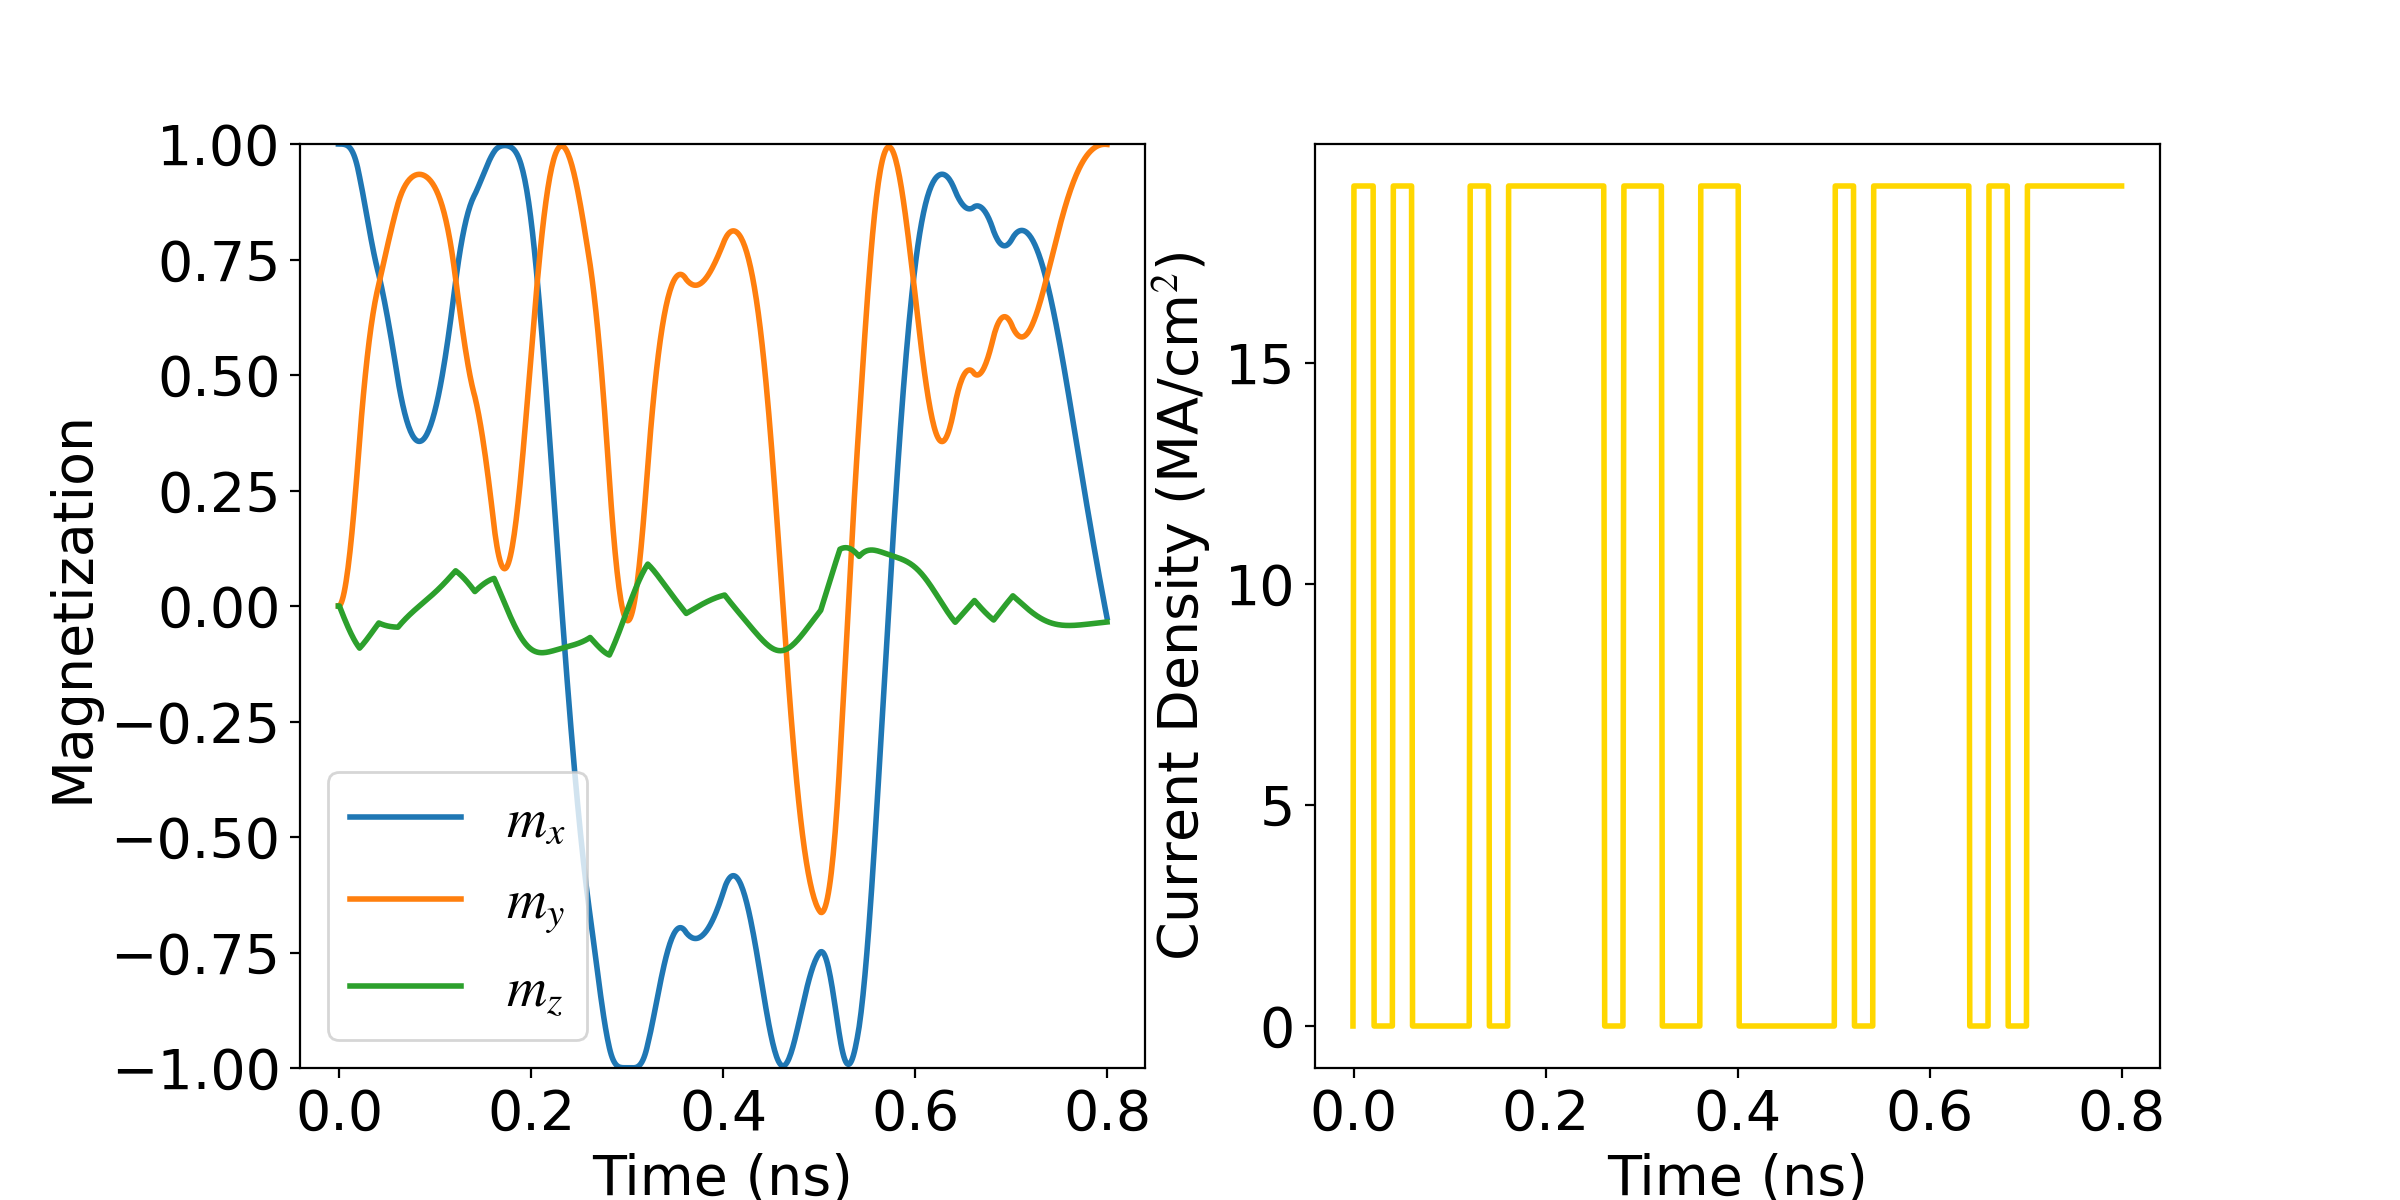 Magnetization
1.00
0.75
0.50
0.25
0.00
−0.25
−0.50
−0.75
−1.00
m_x
m_y
m_z
0.0 0.2 0.4 0.6 0.8
Time (ns)
Current Density (MA/cm²)
15
10
5
0
0.0 0.2 0.4 0.6 0.8
Time (ns)